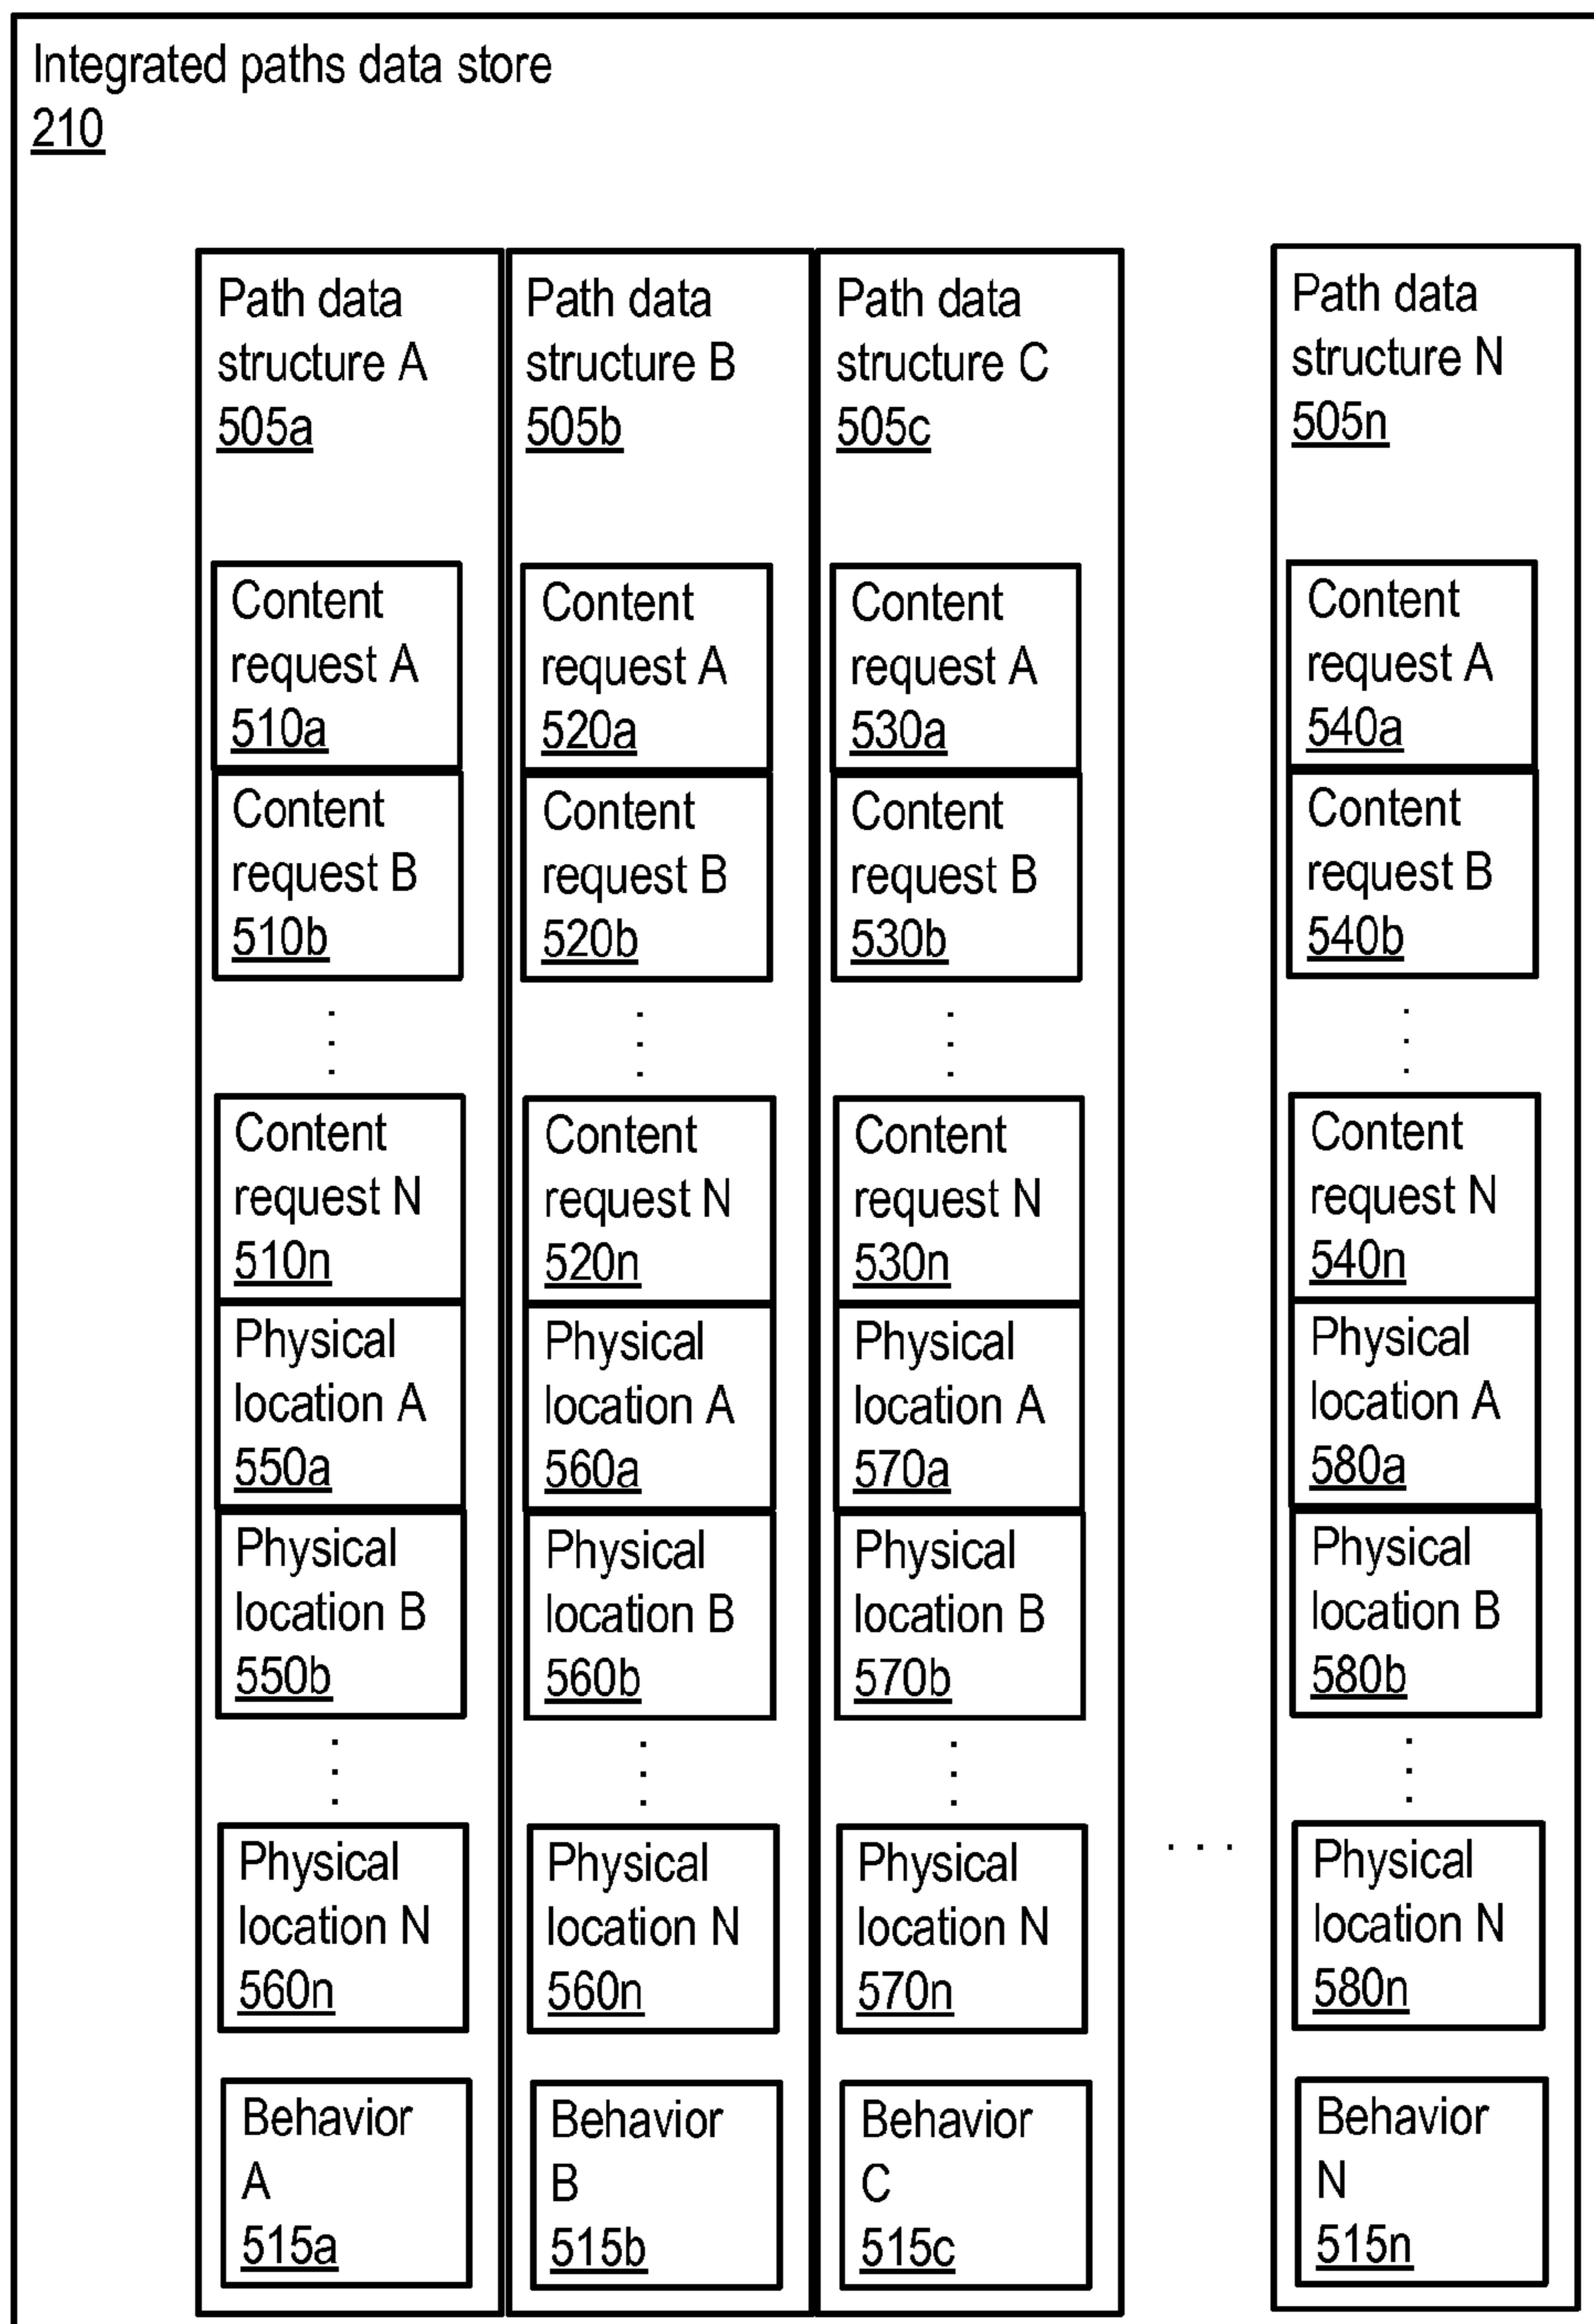 Integrated paths data store
210
Path data
structure A
505a
Content
request A
510a
Content
request B
510b
Content
request N
510n
Physical
location A
550a
Physical
location B
550b
Physical
location N
560n
Behavior
A
515a
Path data
structure B
505b
Content
request A
520a
Content
request B
520b
Content
request N
520n
Physical
location A
560a
Physical
location B
560b
Physical
location N
560n
Behavior
B
515b
Path data
structure C
505c
Content
request A
530a
Content
request B
530b
Content
request N
530n
Physical
location A
570a
Physical
location B
570b
Physical
location N
570n
Behavior
C
515c
. . .
Path data
structure N
505n
Content
request A
540a
Content
request B
540b
Content
request N
540n
Physical
location A
580a
Physical
location B
580b
Physical
location N
580n
Behavior
N
515n